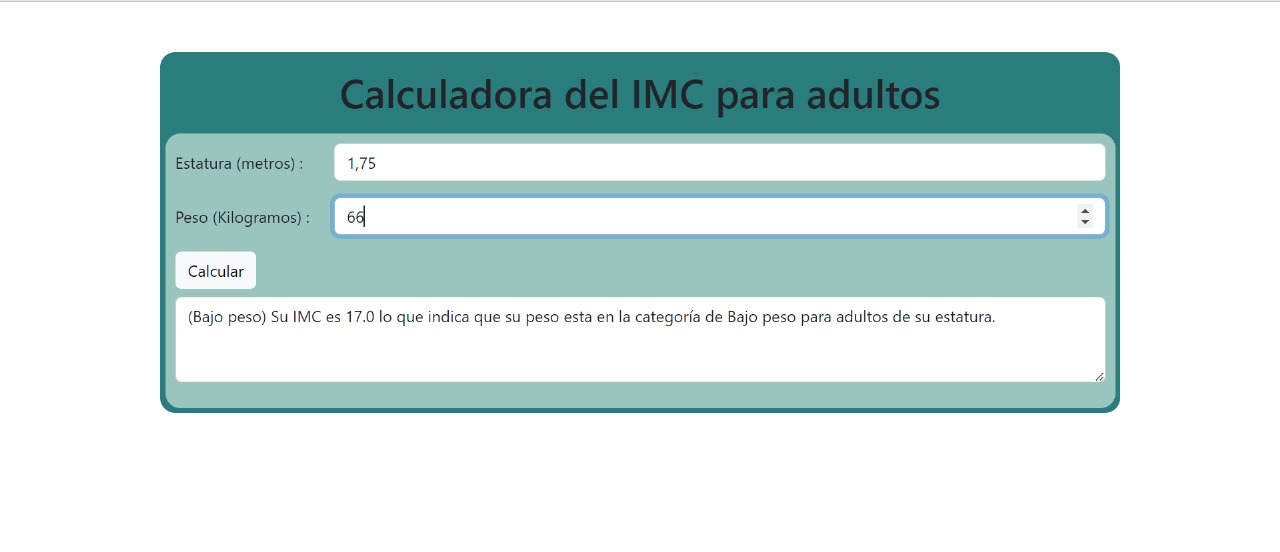 Calculadora del IMC para adultos
Estatura (metros) : 1,75
Peso (Kilogramos) : 66
Calcular
(Bajo peso) Su IMC es 17.0 lo que indica que su peso esta en la categoría de Bajo peso para adultos de su estatura.